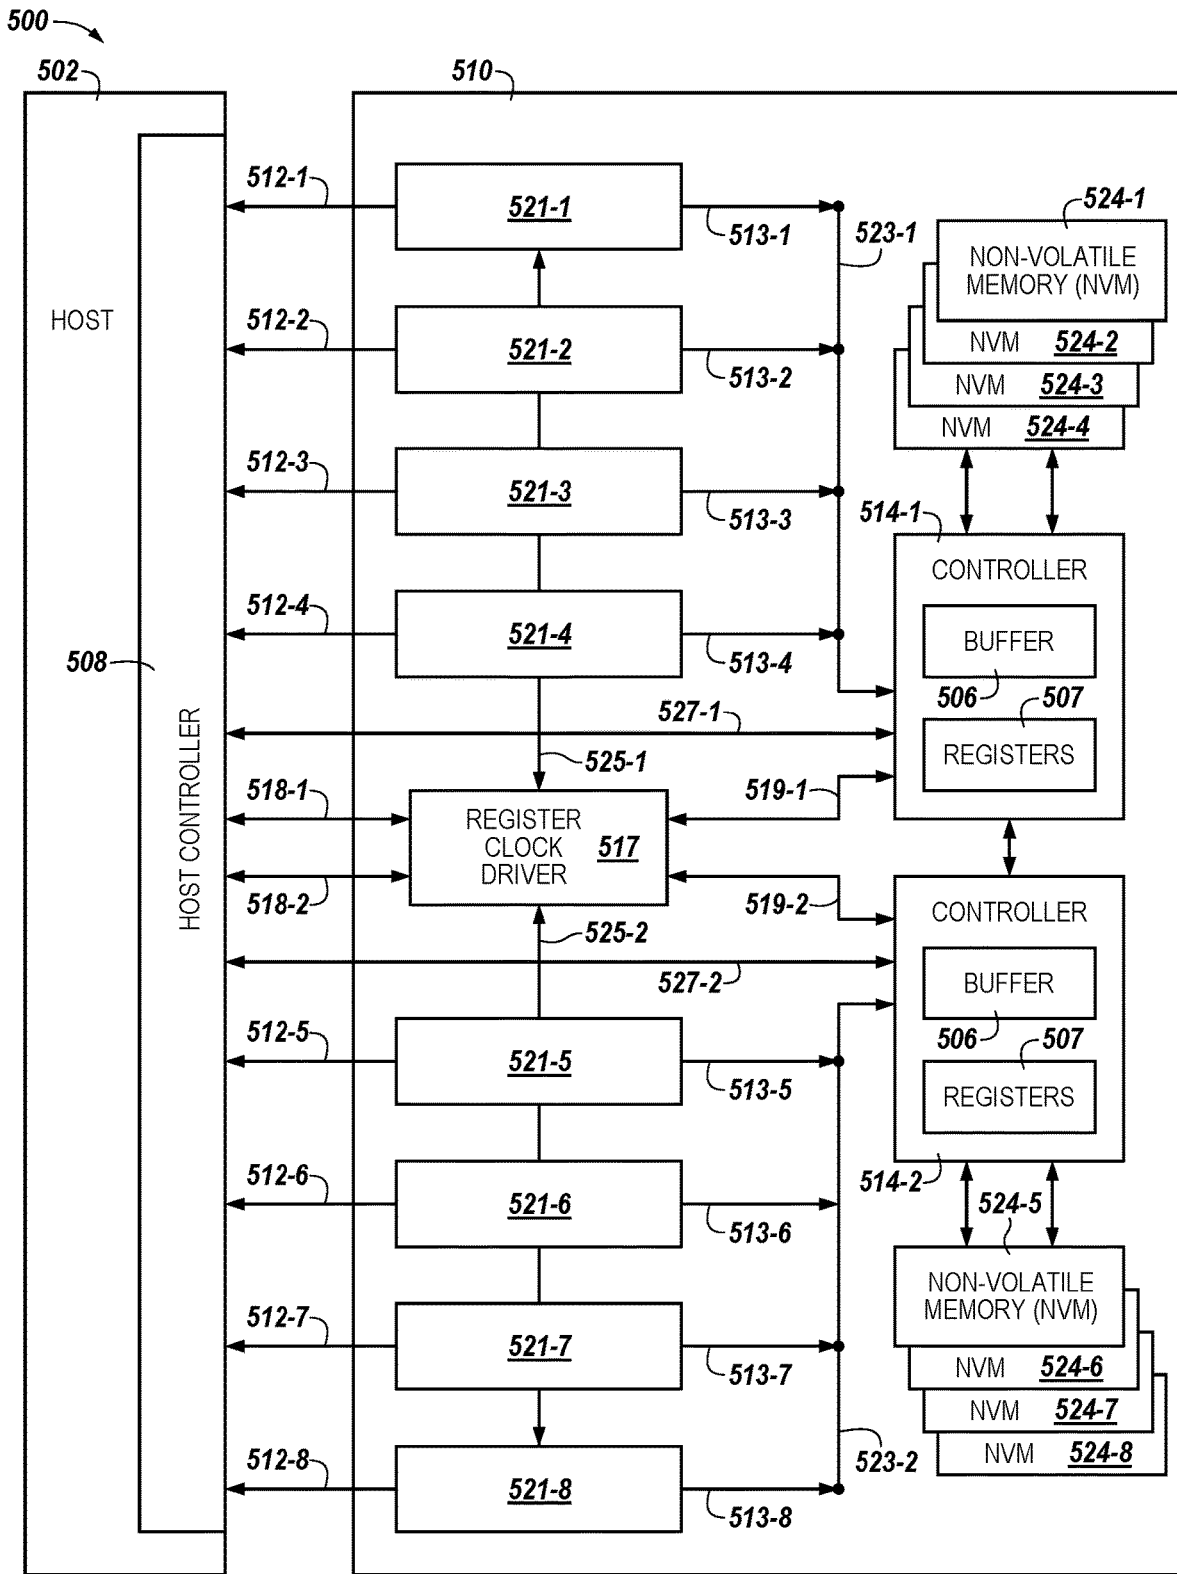 500
502
510
512-1
521-1
513-1
523-1
524-1
NON-VOLATILE
MEMORY (NVM)
HOST
512-2
521-2
513-2
NVM 524-2
NVM 524-3
NVM 524-4
512-3
521-3
513-3
514-1
CONTROLLER
512-4
521-4
513-4
BUFFER
506
507
REGISTERS
508
HOST CONTROLLER
527-1
525-1
518-1
519-1
REGISTER
CLOCK
DRIVER
517
518-2
519-2
525-2
527-2
CONTROLLER
BUFFER
506
507
REGISTERS
514-2
512-5
521-5
513-5
512-6
521-6
513-6
524-5
NON-VOLATILE
MEMORY (NVM)
512-7
521-7
513-7
NVM 524-6
NVM 524-7
NVM 524-8
512-8
521-8
513-8
523-2